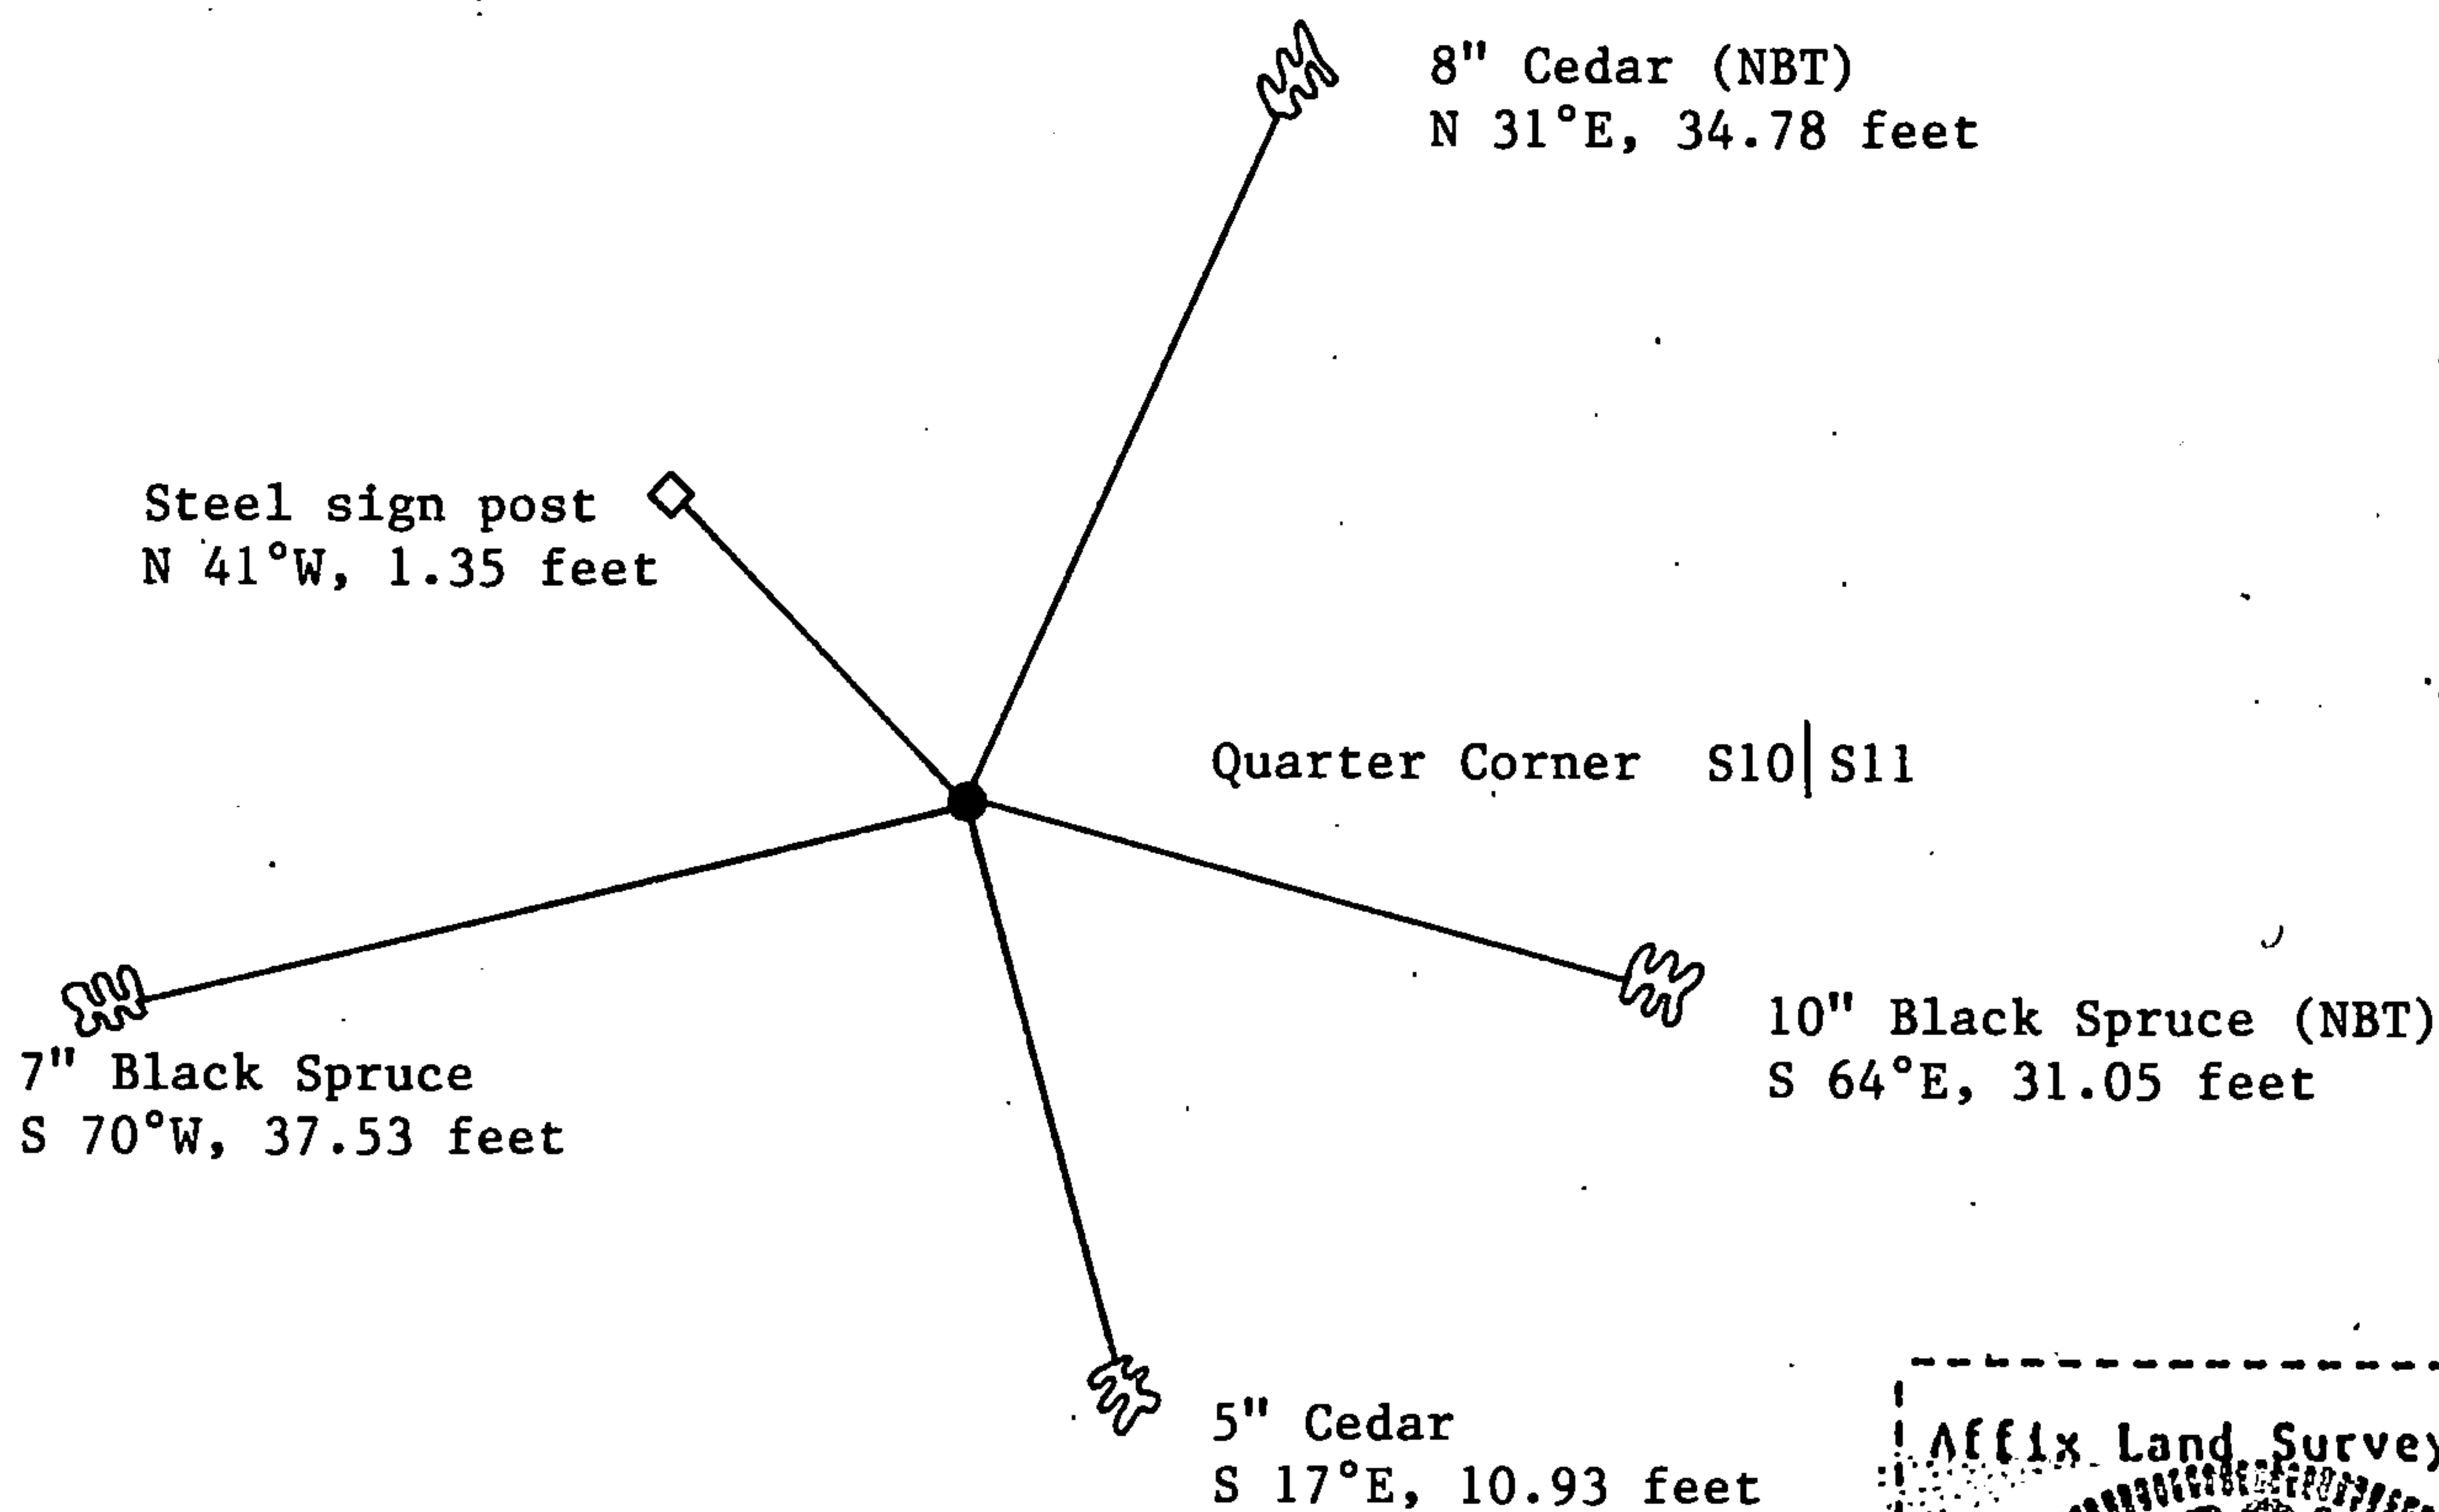 8" Cedar (NBT)
N 31°E, 34.78 feet
Steel sign post
N 41°W, 1.35 feet
Quarter Corner S10|S11
10" Black Spruce (NBT)
S 64°E, 31.05 feet
7" Black Spruce
S 70°W, 37.53 feet
5" Cedar
S 17°E, 10.93 feet
Affix Land Survey